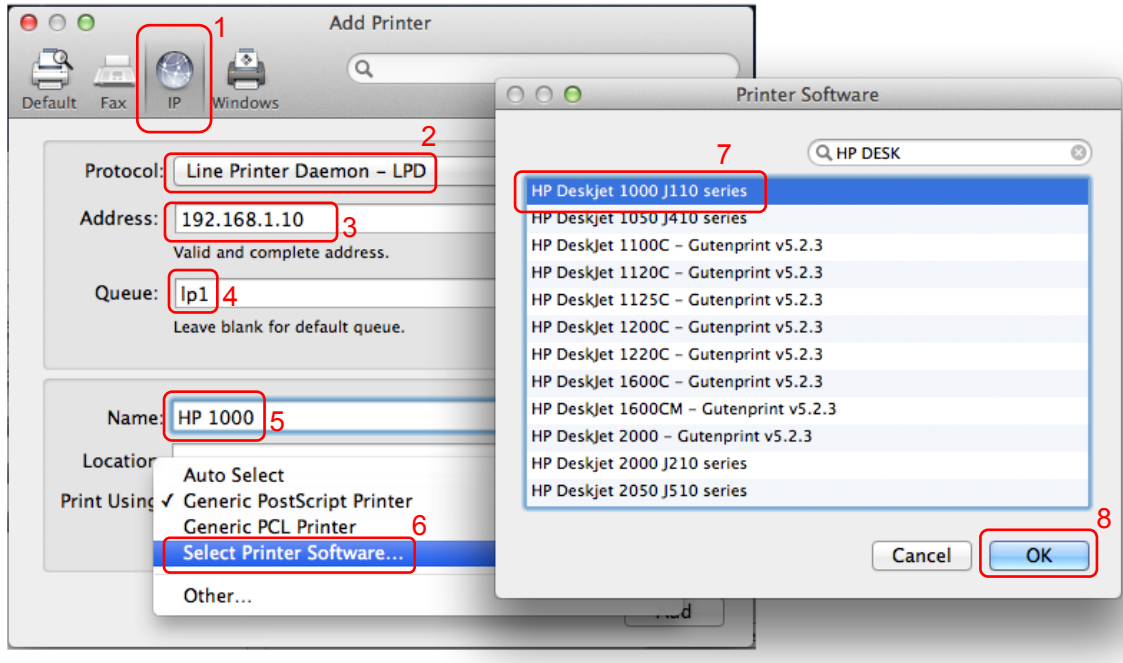 1
Add Printer
Default Fax IP Windows
2
Protocol: Line Printer Daemon – LPD
Address: 192.168.1.10 3
Valid and complete address.
Queue: lp1 4
Leave blank for default queue.
Name: HP 1000 5
Location
Print Using
Auto Select
✓ Generic PostScript Printer
Generic PCL Printer
6
Select Printer Software...
Other...
Add
Printer Software
HP DESK
7
HP Deskjet 1000 J110 series
HP Deskjet 1050 J410 series
HP DeskJet 1100C – Gutenprint v5.2.3
HP DeskJet 1120C – Gutenprint v5.2.3
HP DeskJet 1125C – Gutenprint v5.2.3
HP DeskJet 1200C – Gutenprint v5.2.3
HP DeskJet 1220C – Gutenprint v5.2.3
HP DeskJet 1600C – Gutenprint v5.2.3
HP DeskJet 1600CM – Gutenprint v5.2.3
HP DeskJet 2000 – Gutenprint v5.2.3
HP Deskjet 2000 J210 series
HP Deskjet 2050 J510 series
8
Cancel OK